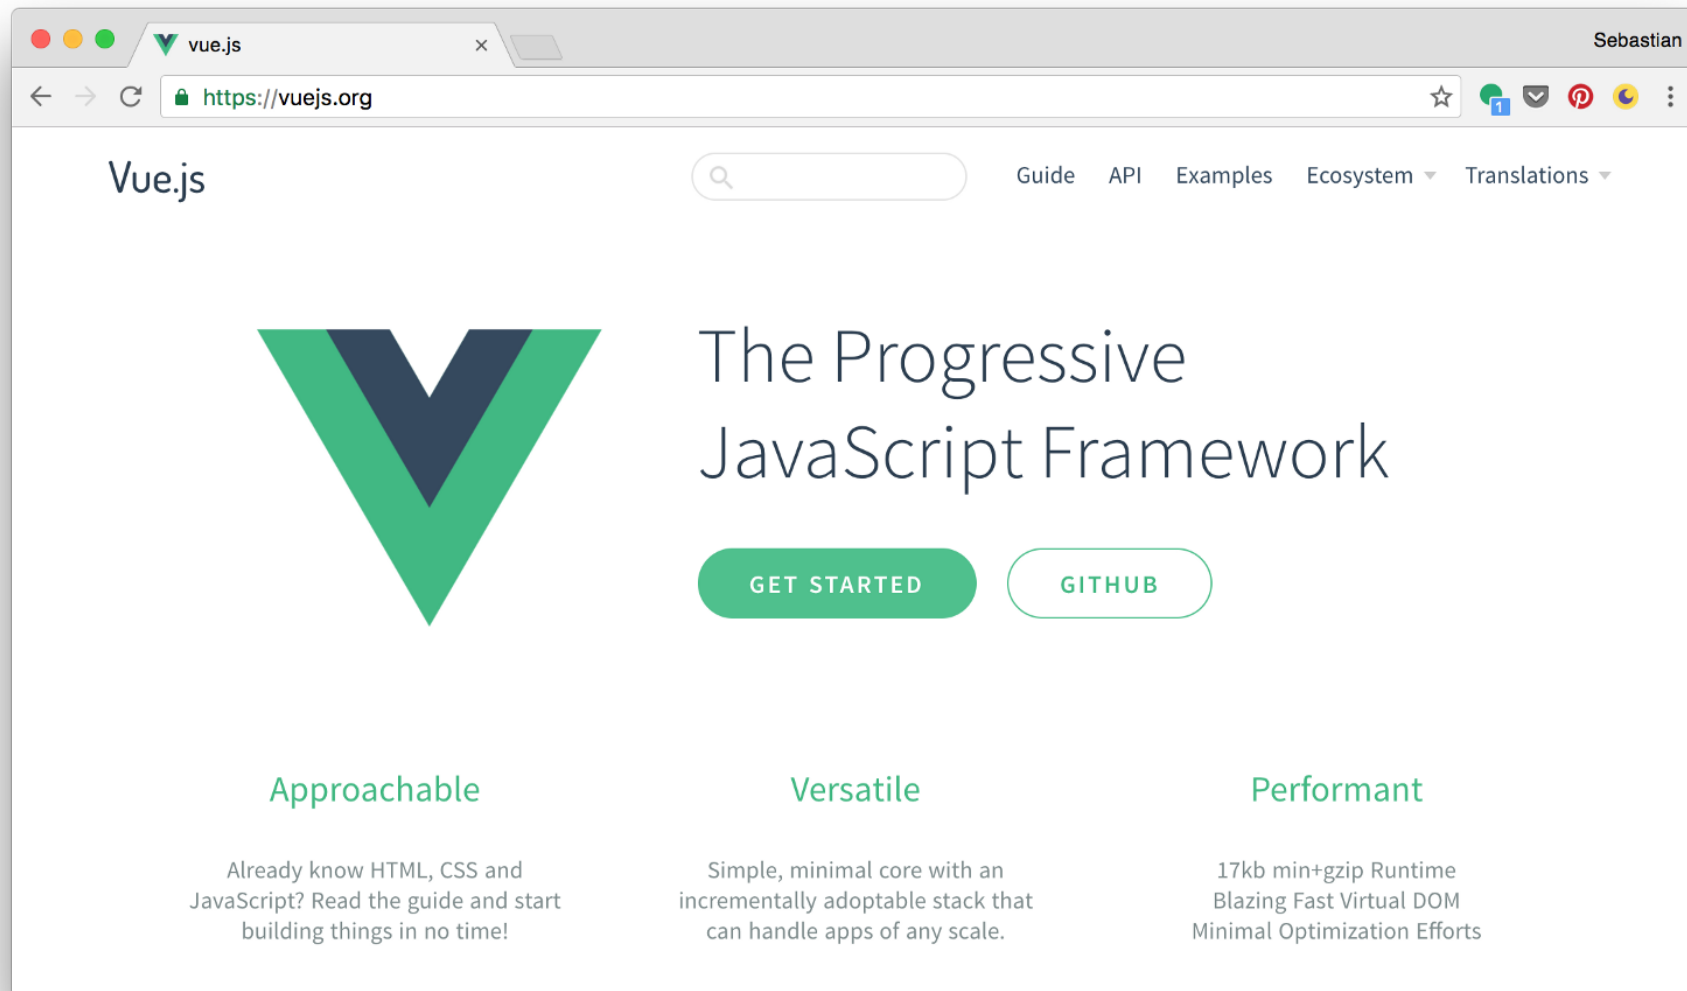 vue.js
Sebastian
https://vuejs.org
1
Vue.js
Guide API Examples Ecosystem Translations
The Progressive
JavaScript Framework
GET STARTED
GITHUB
Approachable
Already know HTML, CSS and
JavaScript? Read the guide and start
building things in no time!
Versatile
Simple, minimal core with an
incrementally adoptable stack that
can handle apps of any scale.
Performant
17kb min+gzip Runtime
Blazing Fast Virtual DOM
Minimal Optimization Efforts